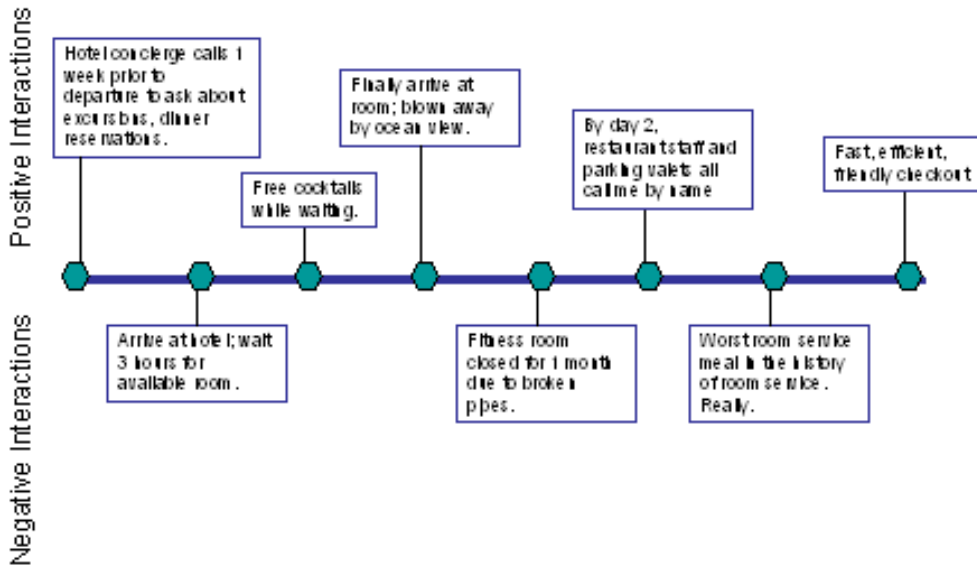 Positive Interactions
Hotel concierge calls 1
week prior to
departure to ask about
excursions, dinner
reservations.
Free cocktails
while waiting.
Finally arrive at
room; blown away
by ocean view.
By day 2,
restaurant staff and
parking valets all
call me by name
Fast, efficient,
friendly checkout
Negative Interactions
Arrive at hotel; wait
3 hours for
available room.
Fitness room
closed for 1 month
due to broken
pipes.
Worst room service
meal in the history
of room service.
Really.